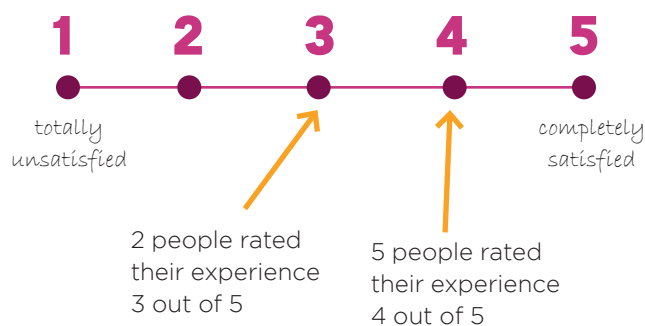 1 2 3 4 5
totally
unsatisfied
completely
satisfied
2 people rated
their experience
3 out of 5
5 people rated
their experience
4 out of 5